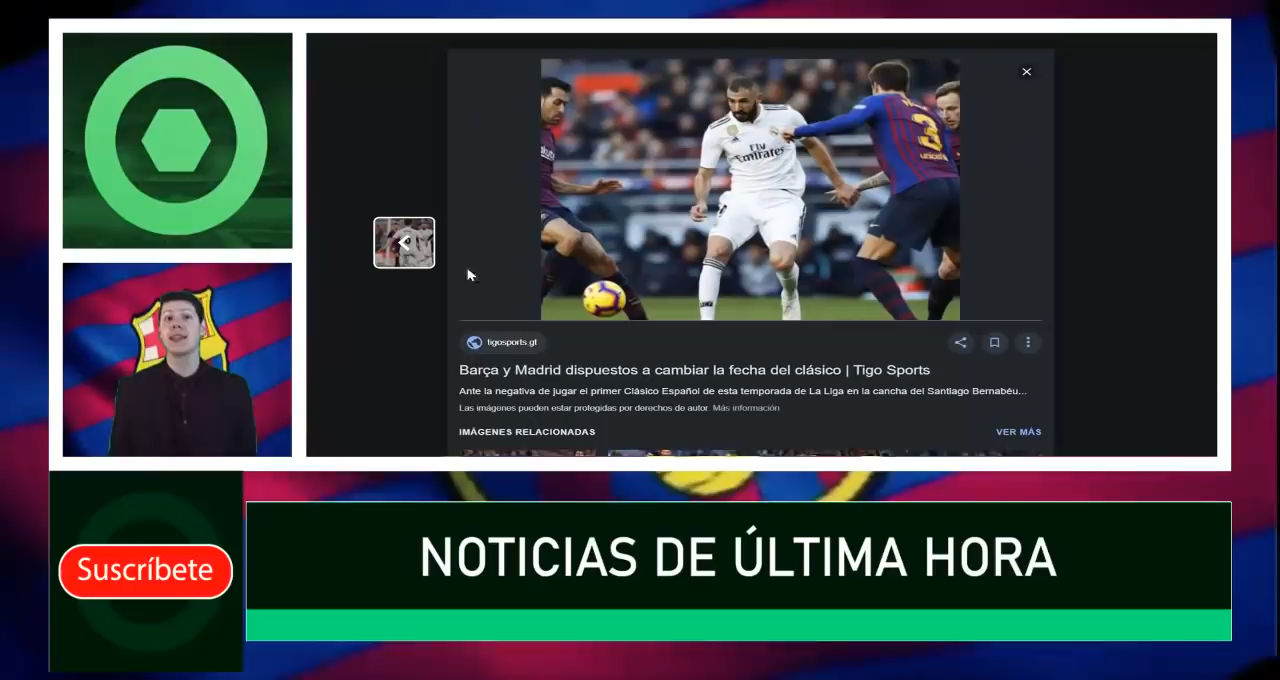 Fly
Emirates
3
unicef
tigosports.gt
Barça y Madrid dispuestos a cambiar la fecha del clásico | Tigo Sports
Ante la negativa de jugar el primer Clásico Español de esta temporada de La Liga en la cancha del Santiago Bernabéu...
Las imágenes pueden estar protegidas por derechos de autor. Más información
IMÁGENES RELACIONADAS
VER MÁS
Suscríbete
NOTICIAS DE ÚLTIMA HORA